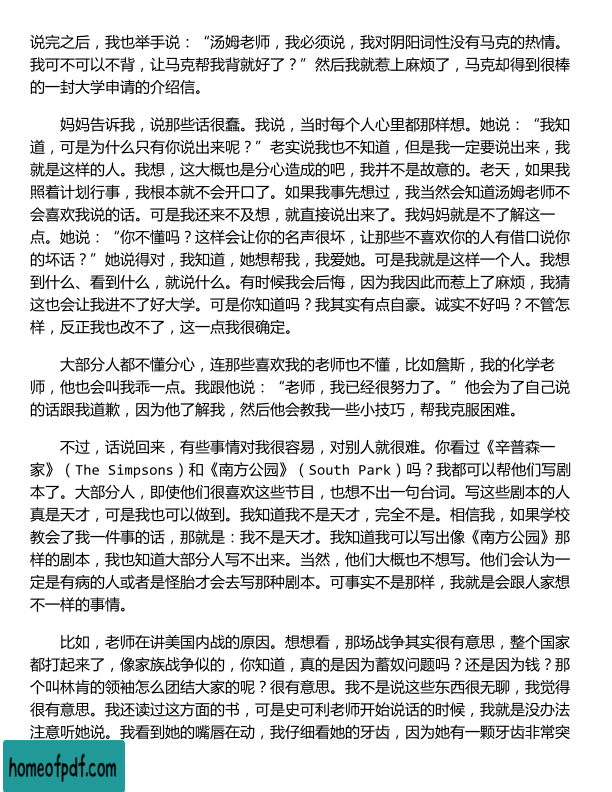 说完之后，我也举手说：“汤姆老师，我必须说，我对阴阳词性没有马克的热情。
我可不可以不背，让马克帮我背就好了？”然后我就惹上麻烦了，马克却得到很棒
的一封大学申请的介绍信。
妈妈告诉我，说那些话很蠢。我说，当时每个人心里都那样想。她说：“我知
道，可是为什么只有你说出来呢？”老实说我也不知道，但是我一定要说出来，我
就是这样的人。我想，这大概也是分心造成的吧，我并不是故意的。老天，如果我
照着计划行事，我根本就不会开口了。如果我事先想过，我当然会知道汤姆老师不
会喜欢我说的话。可是我还来不及想，就直接说出来了。我妈妈就是不了解这一
点。她说：“你不懂吗？这样会让你的名声很坏，让那些不喜欢你的人有借口说你
的坏话？”她说得对，我知道，她想帮我，我爱她。可是我就是这样一个人。我想
到什么、看到什么，就说什么。有时候我会后悔，因为我因此而惹上了麻烦，我猜
这也会让我进不了好大学。可是你知道吗？我其实有点自豪。诚实不好吗？不管怎
样，反正我也改不了，这一点我很确定。
大部分人都不懂分心，连那些喜欢我的老师也不懂，比如詹斯，我的化学老
师，他也会叫我乖一点。我跟他说：“老师，我已经很努力了。”他会为了自己说
的话跟我道歉，因为他了解我，然后他会教我一些小技巧，帮我克服困难。
不过，话说回来，有些事情对我很容易，对别人就很难。你看过《辛普森一
家》（The Simpsons）和《南方公园》（South Park）吗？我都可以帮他们写剧
本了。大部分人，即使他们很喜欢这些节目，也想不出一句台词。写这些剧本的人
真是天才，可是我也可以做到。我知道我不是天才，完全不是。相信我，如果学校
教会了我一件事的话，那就是：我不是天才。我知道我可以写出像《南方公园》那
样的剧本，我也知道大部分人写不出来。当然，他们大概也不想写。他们会认为一
定是有病的人或者是怪胎才会去写那种剧本。可事实不是那样，我就是会跟人家想
不一样的事情。
比如，老师在讲美国内战的原因。想想看，那场战争其实很有意思，整个国家
都打起来了，像家族战争似的，你知道，真的是因为蓄奴问题吗？还是因为钱？那
个叫林肯的领袖怎么团结大家的呢？很有意思。我不是说这些东西很无聊，我觉得
很有意思。我还读过这方面的书，可是史可利老师开始说话的时候，我就是没办法
注意听她说。我看到她的嘴唇在动，我仔细看她的牙齿，因为她有一颗牙齿非常突
homeofpdf.com